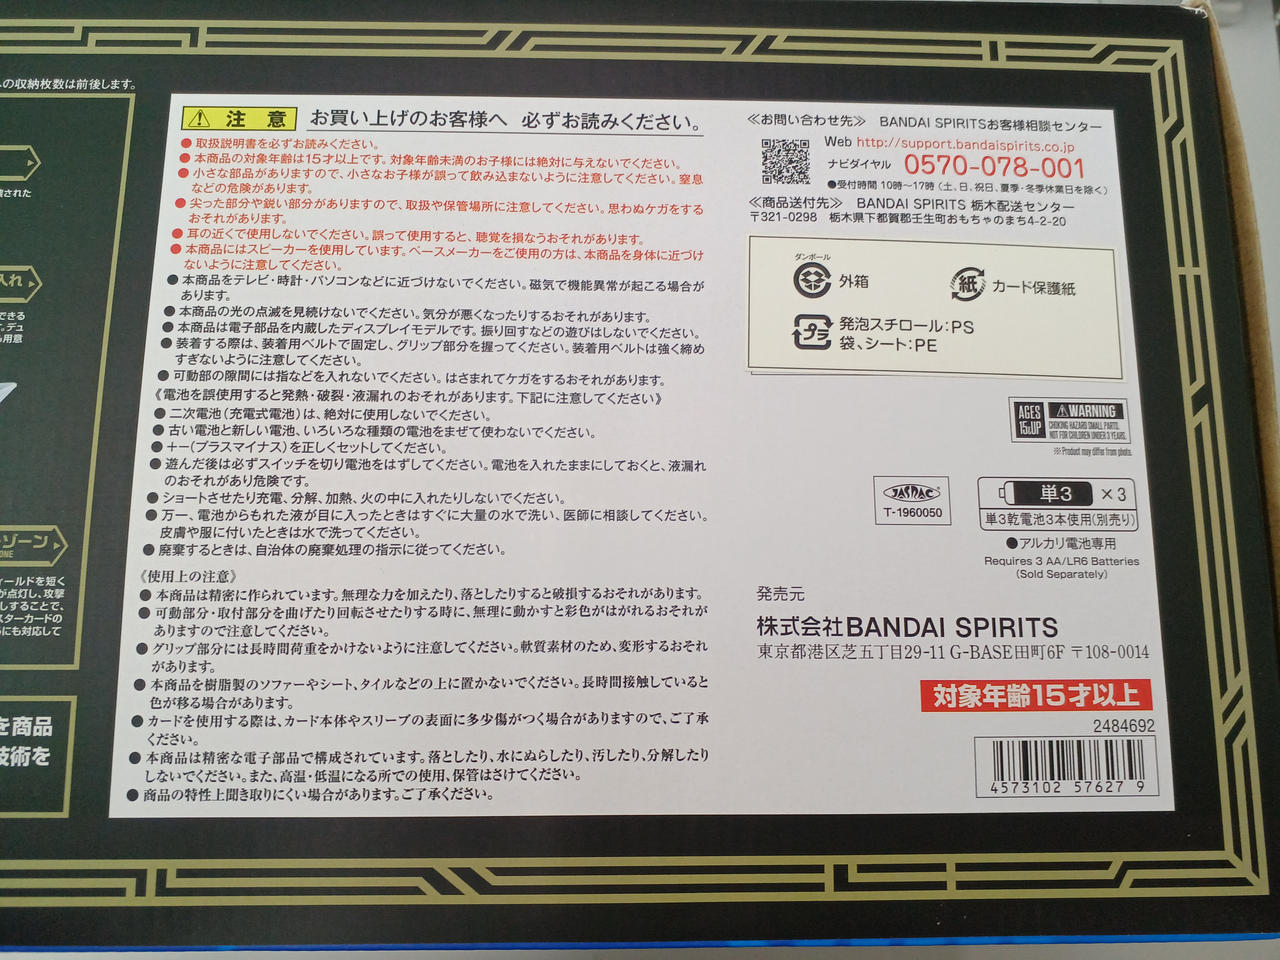 の収納枚数は前後します。
入れ
できる
デュ
用意
ーゾーン
ONE
ィールドを短く
が点灯し、攻撃
しすることで、
スターカードの
にも対応して
を商品
技術を
⚠ 注意 お買い上げのお客様へ 必ずお読みください。
●取扱説明書を必ずお読みください。
●本商品の対象年齢は15才以上です。対象年齢未満のお子様には絶対に与えないでください。
●小さな部品がありますので、小さなお子様が誤って飲み込まないように注意してください。窒息
などの危険があります。
●尖った部分や鋭い部分がありますので、取扱や保管場所に注意してください。思わぬケガをする
おそれがあります。
●耳の近くで使用しないでください。誤って使用すると、聴覚を損なうおそれがあります。
●本商品にはスピーカーを使用しています。ペースメーカーをご使用の方は、本商品を身体に近づけ
ないように注意してください。
●本商品をテレビ・時計・パソコンなどに近づけないでください。磁気で機能異常が起こる場合が
あります。
●本商品の光の点滅を見続けないでください。気分が悪くなったりするおそれがあります。
●本商品は電子部品を内蔵したディスプレイモデルです。振り回すなどの遊びはしないでください。
●装着する際は、装着用ベルトで固定し、グリップ部分を握ってください。装着用ベルトは強く締め
すぎないように注意してください。
●可動部の隙間には指などを入れないでください。はさまれてケガをするおそれがあります。
《電池を誤使用すると発熱・破裂・液漏れのおそれがあります。下記に注意してください》
●二次電池(充電式電池)は、絶対に使用しないでください。
●古い電池と新しい電池、いろいろな種類の電池をまぜて使わないでください。
●+−(プラスマイナス)を正しくセットしてください。
●遊んだ後は必ずスイッチを切り電池をはずしてください。電池を入れたままにしておくと、液漏れ
のおそれがあり危険です。
●ショートさせたり充電、分解、加熱、火の中に入れたりしないでください。
●万一、電池からもれた液が目に入ったときはすぐに大量の水で洗い、医師に相談してください。
皮膚や服に付いたときは水で洗ってください。
●廃棄するときは、自治体の廃棄処理の指示に従ってください。
《使用上の注意》
●本商品は精密に作られています。無理な力を加えたり、落としたりすると破損するおそれがあります。
●可動部分・取付部分を曲げたり回転させたりする時に、無理に動かすと彩色がはがれるおそれが
ありますので注意してください。
●グリップ部分には長時間荷重をかけないように注意してください。軟質素材のため、変形するおそれ
があります。
●本商品を樹脂製のソファーやシート、タイルなどの上に置かないでください。長時間接触していると
色が移る場合があります。
●カードを使用する際は、カード本体やスリーブの表面に多少傷がつく場合がありますので、ご了承
ください。
●本商品は精密な電子部品で構成されています。落としたり、水にぬらしたり、汚したり、分解したり
しないでください。また、高温・低温になる所での使用、保管はさけてください。
●商品の特性上聞き取りにくい場合があります。ご了承ください。
≪お問い合わせ先≫ BANDAI SPIRITSお客様相談センター
Web http://support.bandaispirits.co.jp
ナビダイヤル 0570-078-001
●受付時間 10時〜17時(土、日、祝日、夏季・冬季休業日を除く)
≪商品送付先≫ BANDAI SPIRITS 栃木配送センター
〒321-0298 栃木県下都賀郡壬生町おもちゃのまち4-2-20
ダンボール
外箱
紙 カード保護紙
プラ 発泡スチロール:PS
袋、シート:PE
AGES 15&UP
⚠WARNING
CHOKING HAZARD SMALL PARTS.
NOT FOR CHILDREN UNDER 3 YEARS.
※Product may differ from photo.
JASRAC
T-1960050
単3 ×3
単3乾電池3本使用(別売り)
●アルカリ電池専用
Requires 3 AA/LR6 Batteries
(Sold Separately)
発売元
株式会社BANDAI SPIRITS
東京都港区芝五丁目29-11 G-BASE田町6F 〒108-0014
対象年齢15才以上
2484692
4573102 57627 9